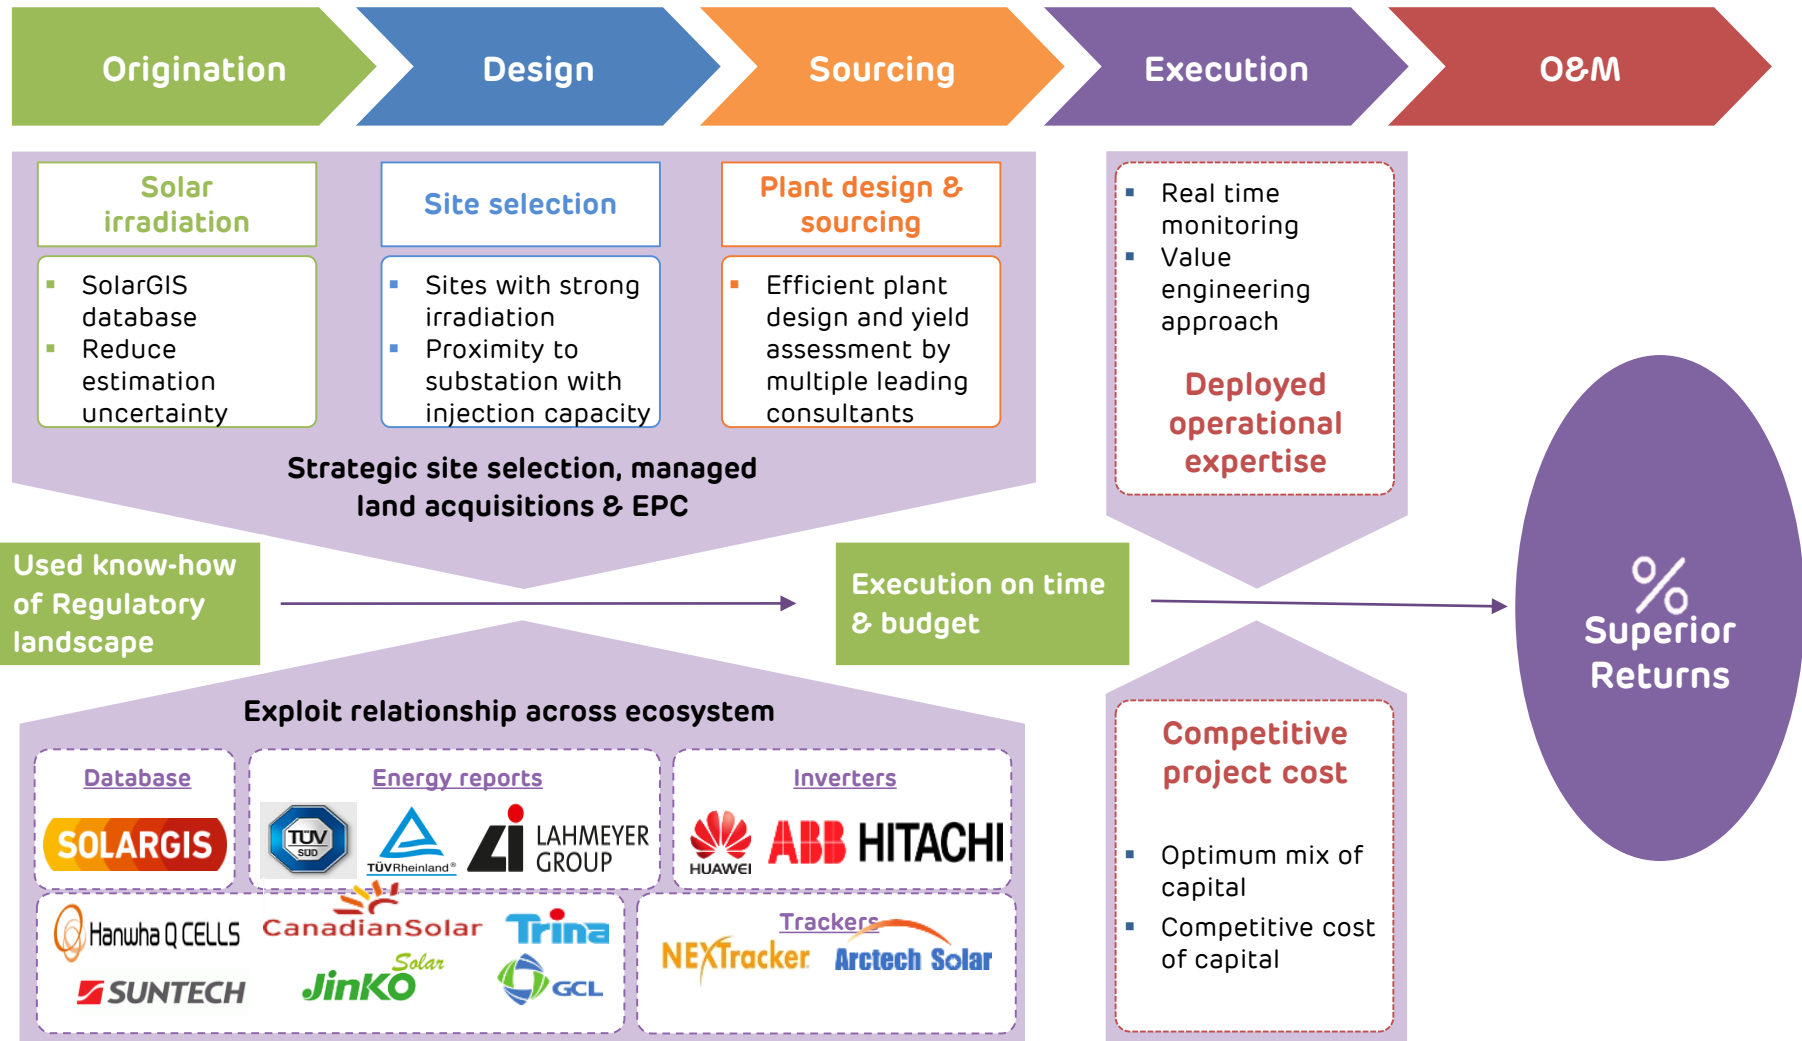 Origination
Design
Sourcing
Execution
O&M
Solar
irradiation
SolarGIS
database
Reduce
estimation
uncertainty
Site selection
Sites with strong
irradiation
Proximity to
substation with
injection capacity
Plant design &
sourcing
Efficient plant
design and yield
assessment by
multiple leading
consultants
Strategic site selection, managed
land acquisitions & EPC
Real time
monitoring
Value
engineering
approach
Deployed
operational
expertise
Used know-how
of Regulatory
landscape
Execution on time
& budget
%
Superior
Returns
Exploit relationship across ecosystem
Database
SOLARGIS
Energy reports
TÜV
SÜD
TÜVRheinland®
LAHMEYER
GROUP
Inverters
HUAWEI
ABB
HITACHI
Hanwha Q CELLS
CanadianSolar
Trina
SUNTECH
JinKO Solar
GCL
Trackers
NEXTracker
Arctech Solar
Competitive
project cost
Optimum mix of
capital
Competitive cost
of capital